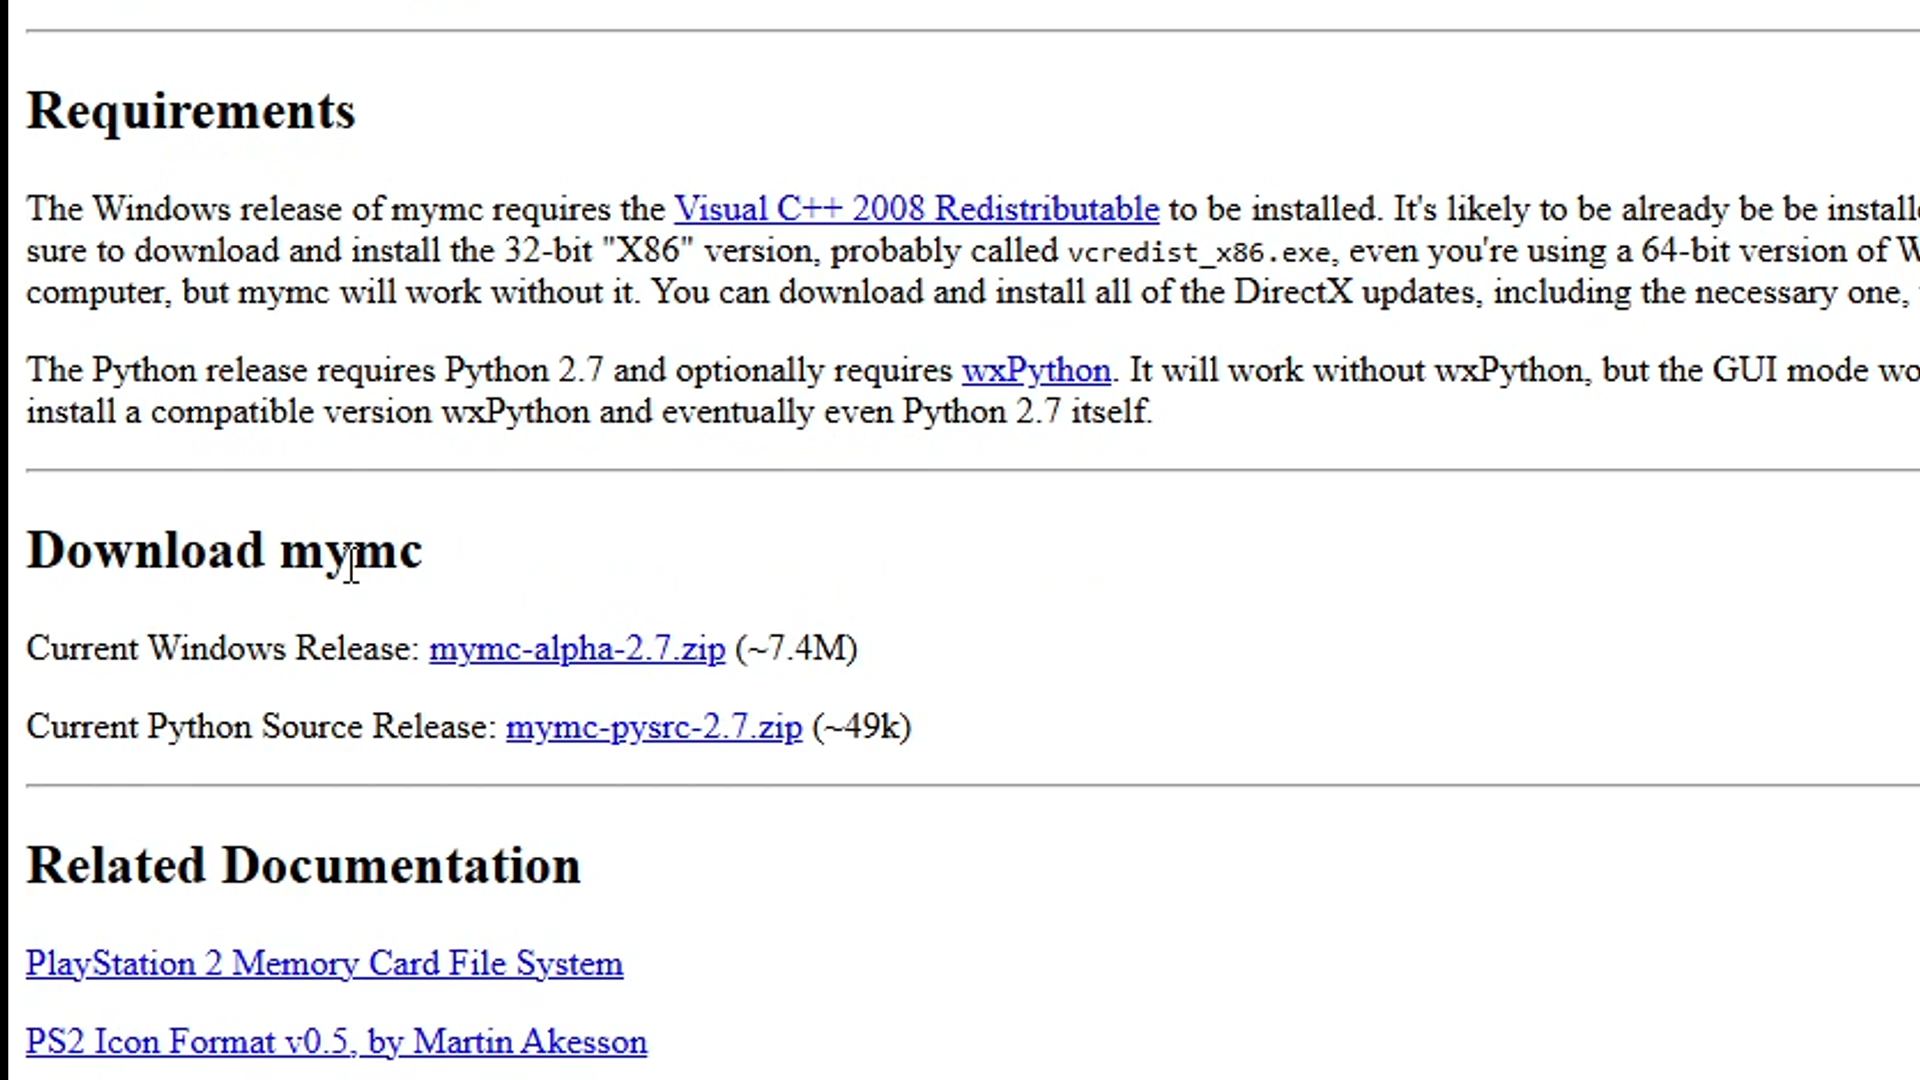 Requirements
The Windows release of mymc requires the Visual C++ 2008 Redistributable to be installed. It's likely to be already be be
sure to download and install the 32-bit "X86" version, probably called vcredist_x86.exe, even you're using a 64-bit version of
computer, but mymc will work without it. You can download and install all of the DirectX updates, including the necessary one,
The Python release requires Python 2.7 and optionally requires wxPython. It will work without wxPython, but the GUI mode
install a compatible version wxPython and eventually even Python 2.7 itself.
Download mymc
Current Windows Release: mymc-alpha-2.7.zip (~7.4M)
Current Python Source Release: mymc-pysrc-2.7.zip (~49k)
Related Documentation
PlayStation 2 Memory Card File System
PS2 Icon Format v0.5, by Martin Akesson